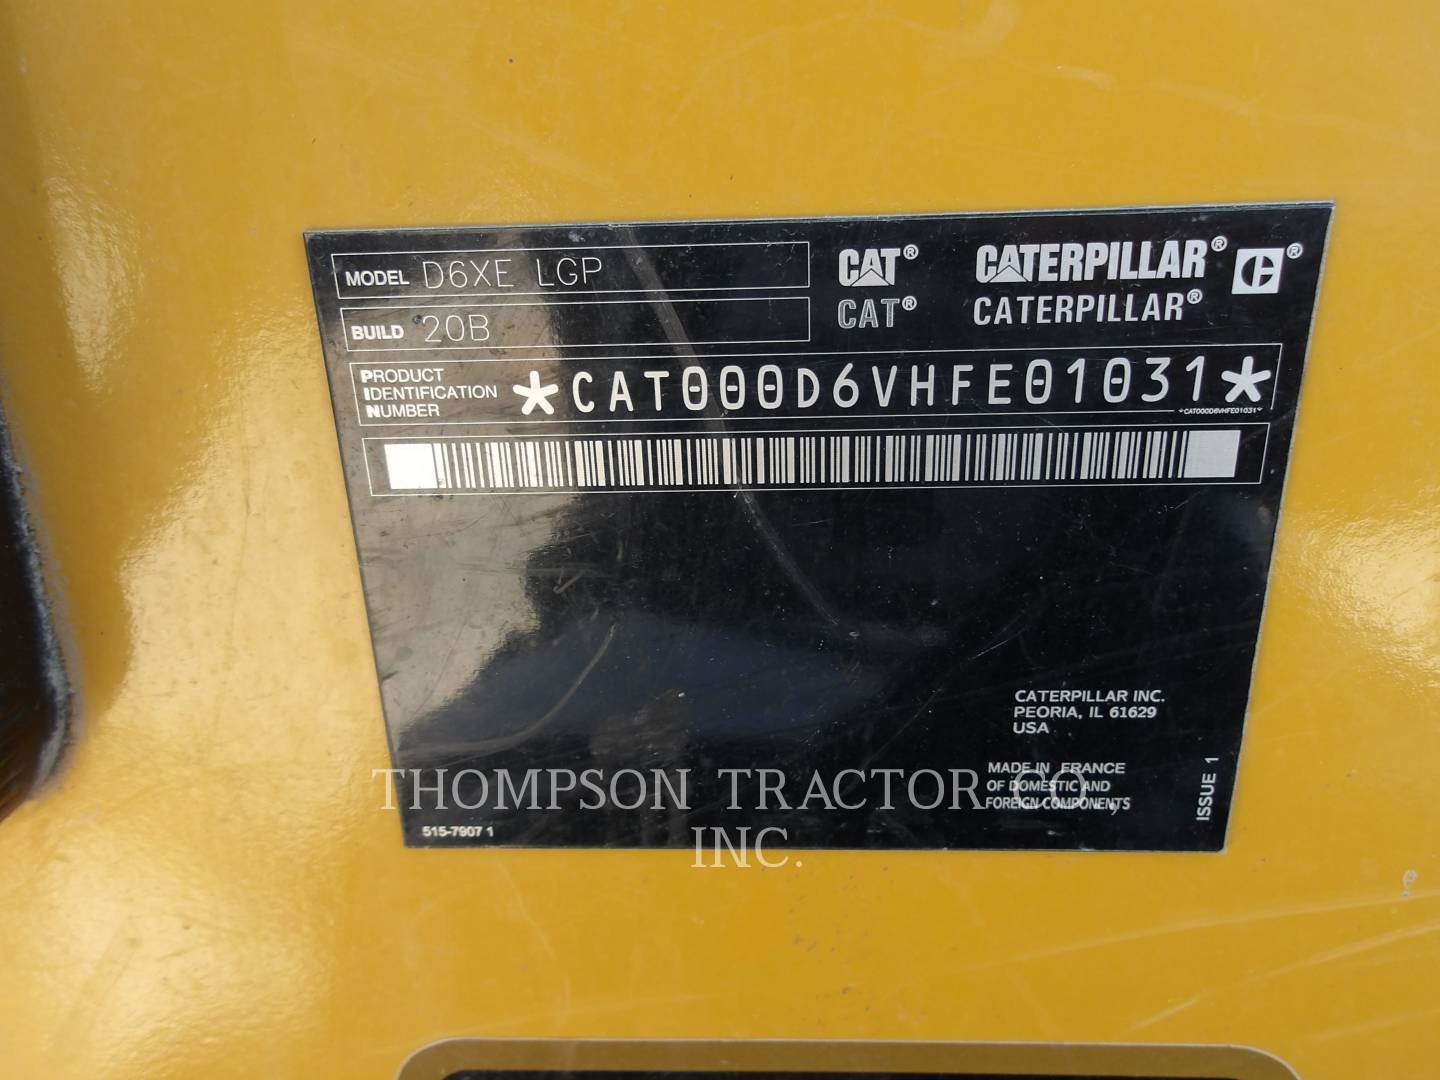 MODEL D6XE LGP
BUILD 20B
CAT® CATERPILLAR® C®
CAT® CATERPILLAR®
PRODUCT
IDENTIFICATION
NUMBER
*CAT000D6VHFE01031*
*CAT000D6VHFE01031*
CATERPILLAR INC.
PEORIA, IL 61629
USA
MADE IN FRANCE
OF DOMESTIC AND
FOREIGN COMPONENTS
ISSUE 1
515-7907 1
THOMPSON TRACTOR CO.,
INC.